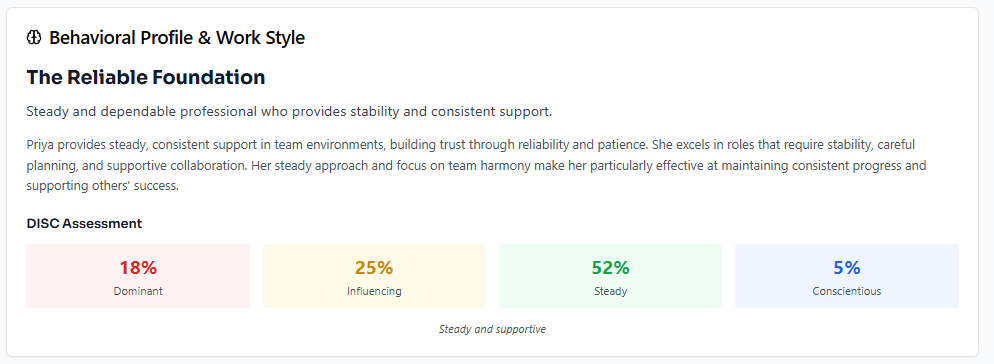 Behavioral Profile & Work Style
The Reliable Foundation
Steady and dependable professional who provides stability and consistent support.
Priya provides steady, consistent support in team environments, building trust through reliability and patience. She excels in roles that require stability, careful
planning, and supportive collaboration. Her steady approach and focus on team harmony make her particularly effective at maintaining consistent progress and
supporting others' success.
DISC Assessment
18%
Dominant
25%
Influencing
52%
Steady
5%
Conscientious
Steady and supportive